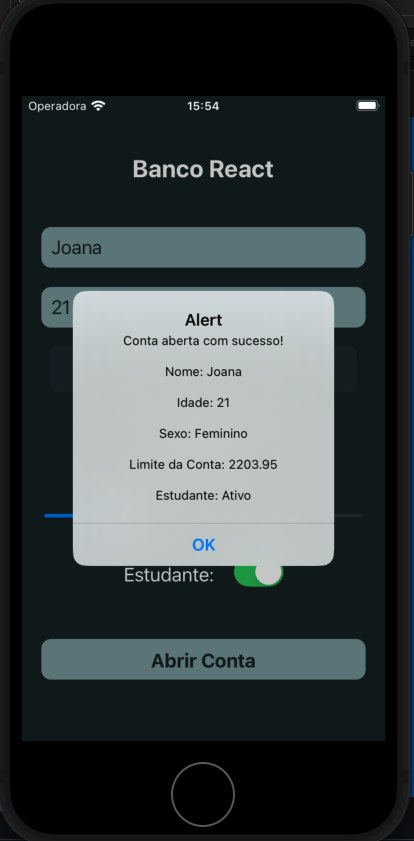 Operadora
15:54
Banco React
Joana
21
Alert
Conta aberta com sucesso!
Nome: Joana
Idade: 21
Sexo: Feminino
Limite da Conta: 2203.95
Estudante: Ativo
OK
Estudante:
Abrir Conta